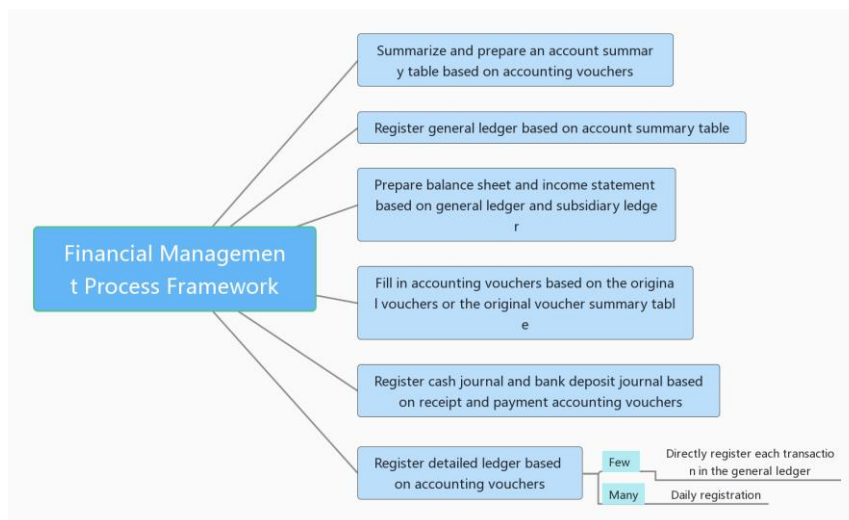 Summarize and prepare an account summar
y table based on accounting vouchers
Register general ledger based on account summary table
Prepare balance sheet and income statement
based on general ledger and subsidiary ledge
r
Financial Managemen
t Process Framework
Fill in accounting vouchers based on the origina
l vouchers or the original voucher summary tabl
e
Register cash journal and bank deposit journal based
on receipt and payment accounting vouchers
Register detailed ledger based
on accounting vouchers
Few
Directly register each transactio
n in the general ledger
Many
Daily registration